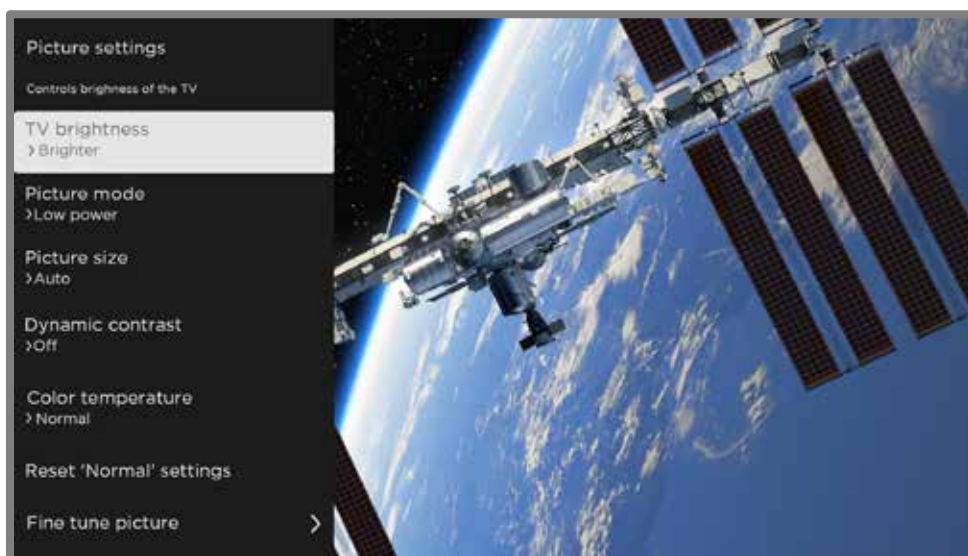 Picture settings
Controls brighness of the TV
TV brightness
> Brighter
Picture mode
>Low power
Picture size
>Auto
Dynamic contrast
>Off
Color temperature
> Normal
Reset 'Normal' settings
Fine tune picture >